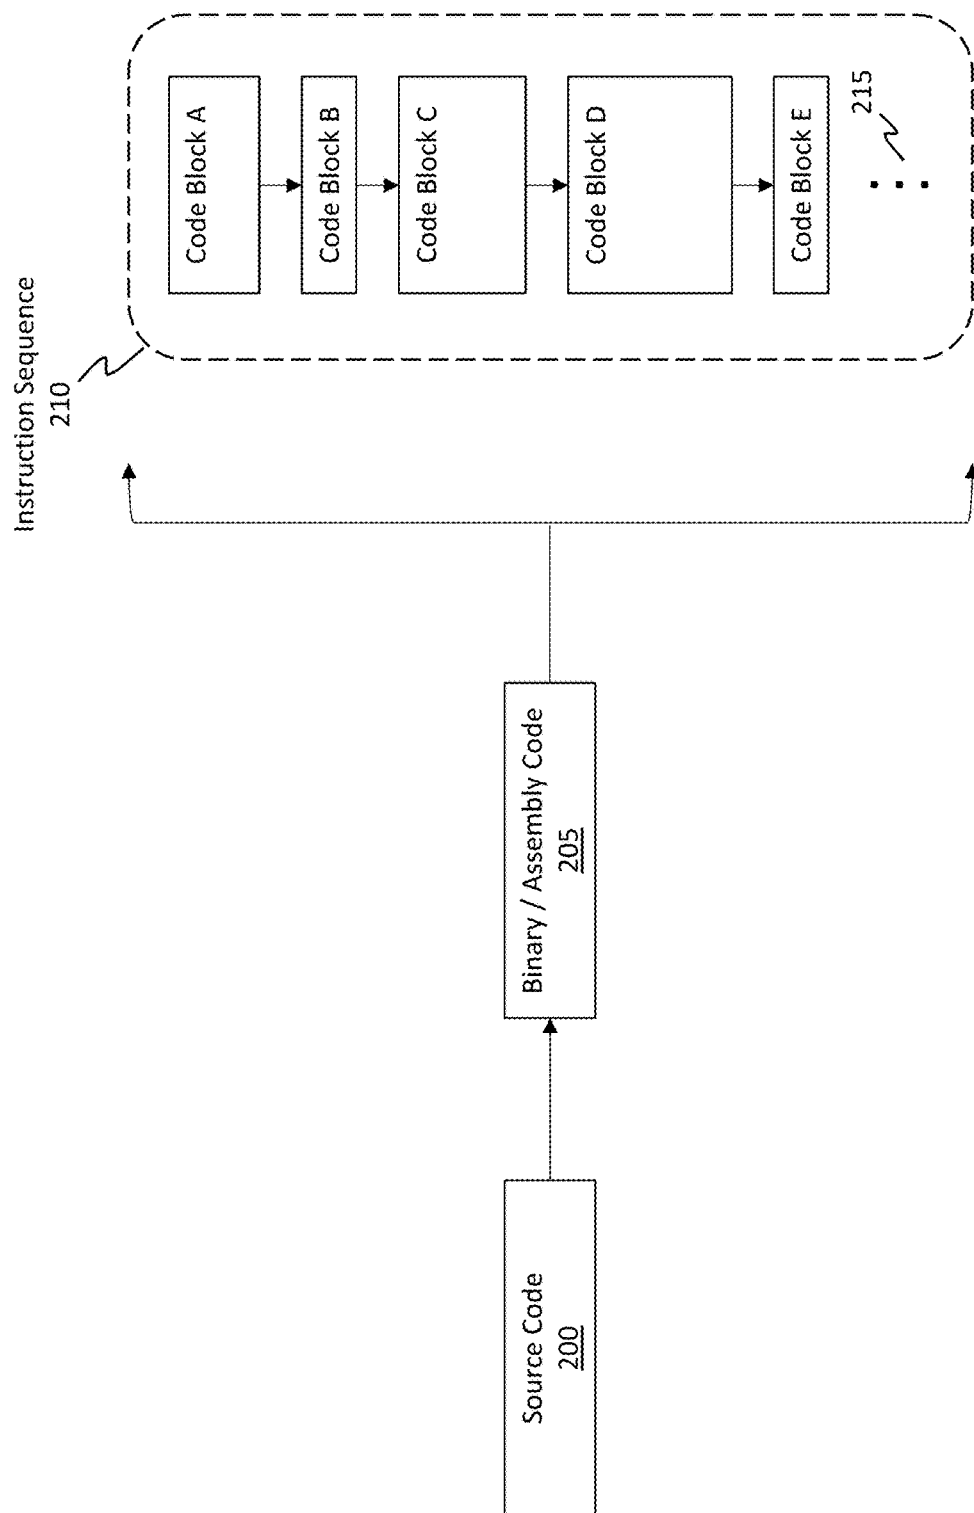 Instruction Sequence
210
Code Block A
Code Block B
Code Block C
Code Block D
Code Block E
215
Binary / Assembly Code
205
Source Code
200